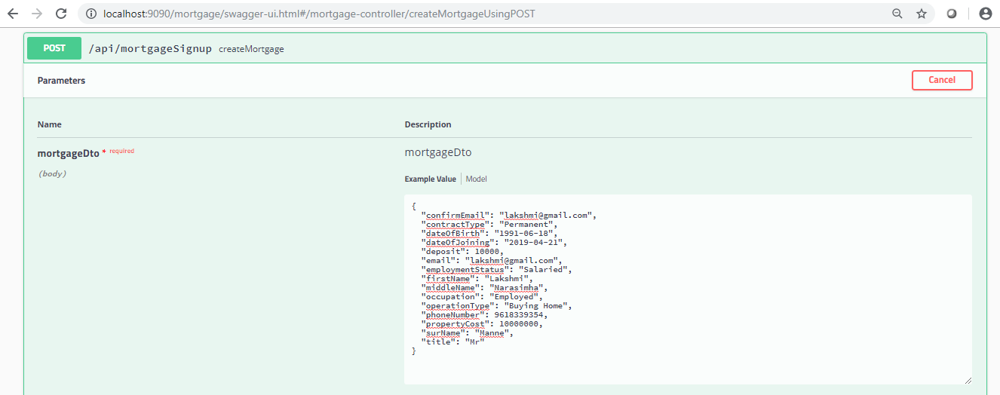 localhost:9090/mortgage/swagger-ui.html#/mortgage-controller/createMortgageUsingPOST
POST /api/mortgageSignup createMortgage
Parameters Cancel
Name Description
mortgageDto * required mortgageDto
(body)
Example Value Model
{
"confirmEmail": "lakshmi@gmail.com",
"contractType": "Permanent",
"dateOfBirth": "1991-06-18",
"dateOfJoining": "2019-04-21",
"deposit": 10000,
"email": "lakshmi@gmail.com",
"employmentStatus": "Salaried",
"firstName": "Lakshmi",
"middleName": "Narasimha",
"occupation": "Employed",
"operationType": "Buying Home",
"phoneNumber": 9618339354,
"propertyCost": 10000000,
"surName": "Manne",
"title": "Mr"
}